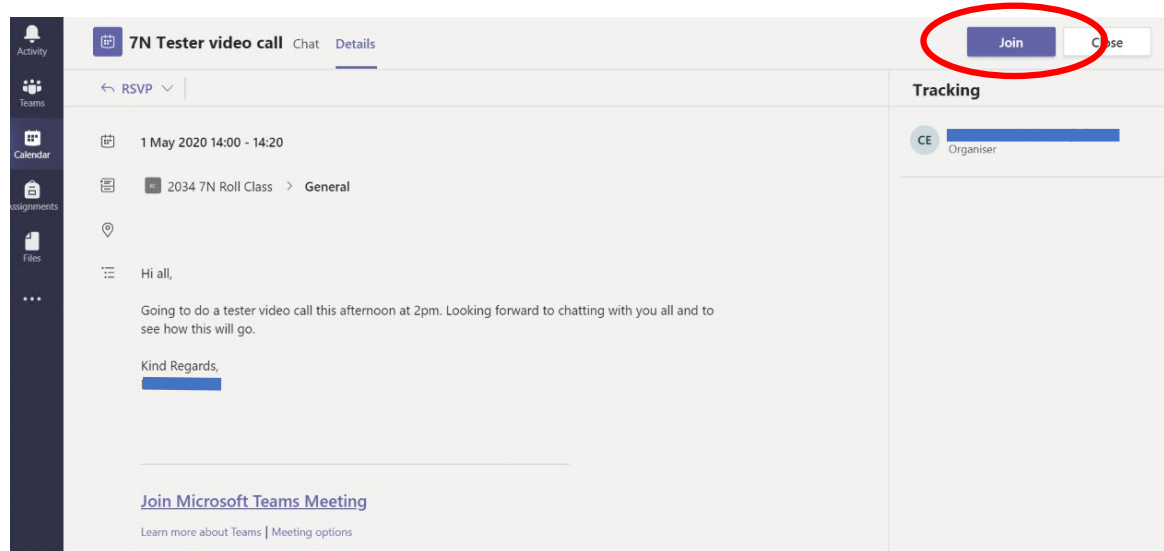 Activity
Teams
Calendar
Assignments
Files
7N Tester video call Chat Details
Join Close
RSVP
Tracking
1 May 2020 14:00 - 14:20
CE
Organiser
2034 7N Roll Class > General
Hi all,
Going to do a tester video call this afternoon at 2pm. Looking forward to chatting with you all and to
see how this will go.
Kind Regards,
Join Microsoft Teams Meeting
Learn more about Teams | Meeting options